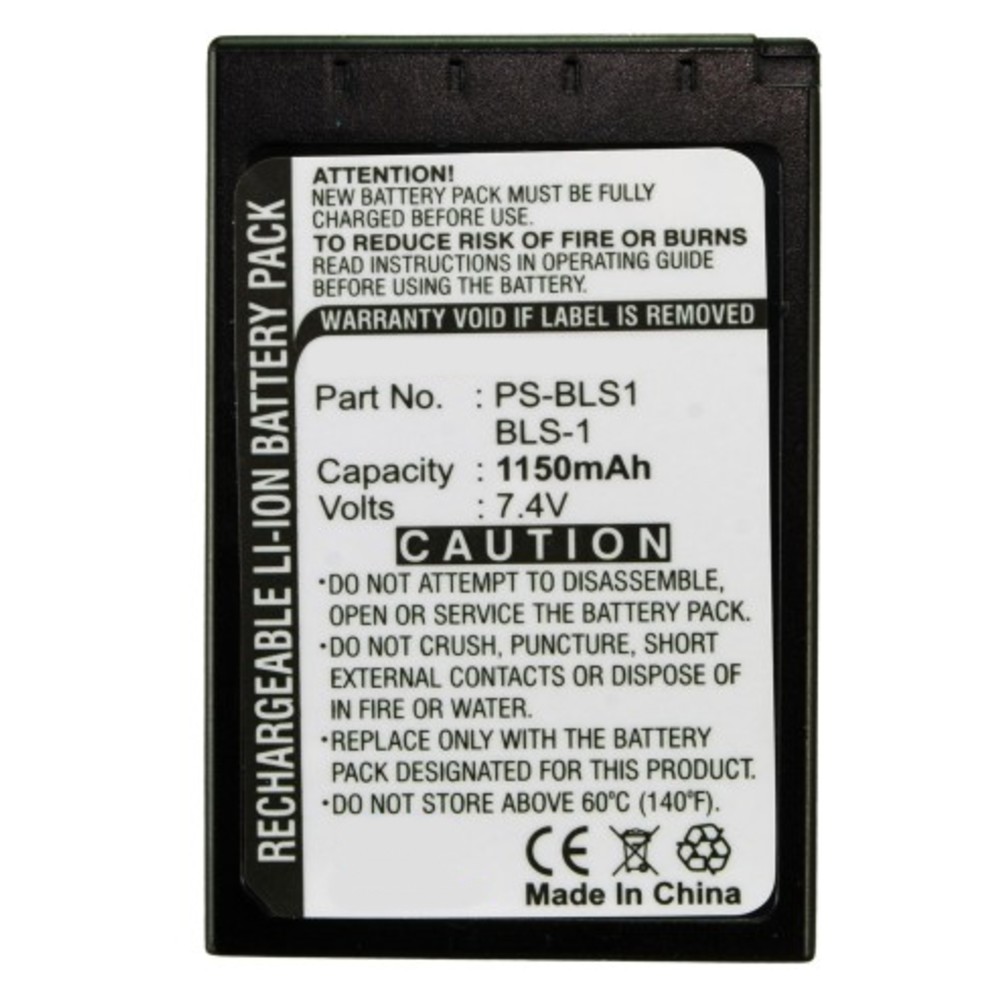 RECHARGEABLE LI-ION BATTERY PACK
ATTENTION!
NEW BATTERY PACK MUST BE FULLY
CHARGED BEFORE USE.
TO REDUCE RISK OF FIRE OR BURNS
READ INSTRUCTIONS IN OPERATING GUIDE
BEFORE USING THE BATTERY.
WARRANTY VOID IF LABEL IS REMOVED
Part No. : PS-BLS1
BLS-1
Capacity : 1150mAh
Volts : 7.4V
CAUTION
•DO NOT ATTEMPT TO DISASSEMBLE,
OPEN OR SERVICE THE BATTERY PACK.
•DO NOT CRUSH, PUNCTURE, SHORT
EXTERNAL CONTACTS OR DISPOSE OF
IN FIRE OR WATER.
•REPLACE ONLY WITH THE BATTERY
PACK DESIGNATED FOR THIS PRODUCT.
•DO NOT STORE ABOVE 60°C (140°F).
CE
Made In China